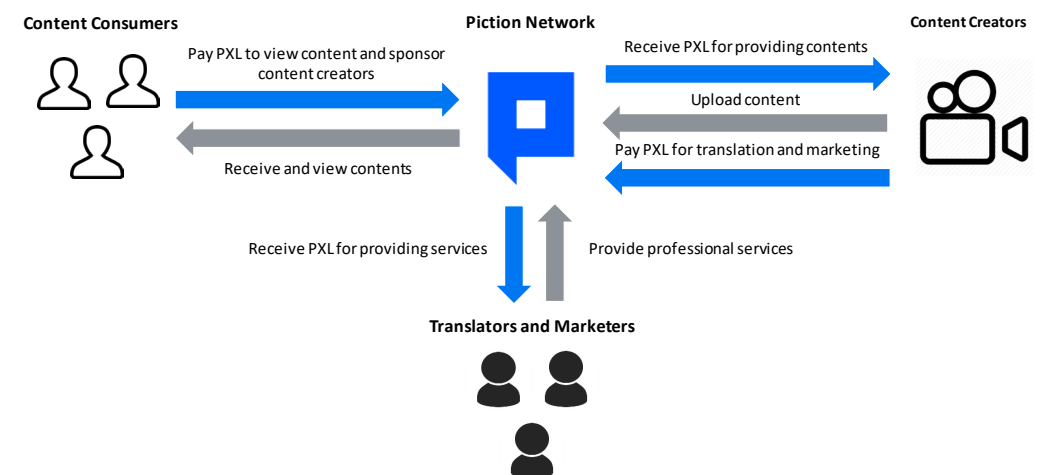 Content Consumers
Piction Network
Content Creators
Pay PXL to view content and sponsor
content creators
Receive PXL for providing contents
Upload content
Receive and view contents
Pay PXL for translation and marketing
Receive PXL for providing services
Provide professional services
Translators and Marketers